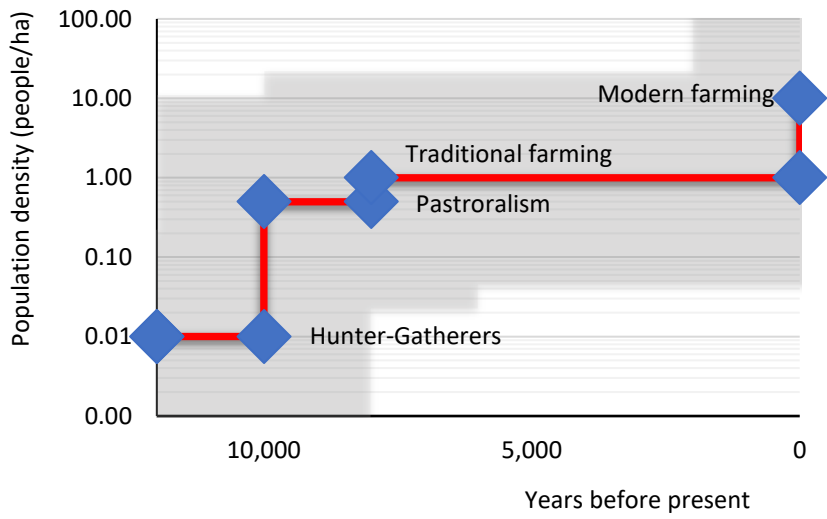 100.00
10.00
1.00
0.10
0.01
0.00
Population density (people/ha)
Modern farming
Traditional farming
Pastroralism
Hunter-Gatherers
10,000
5,000
0
Years before present